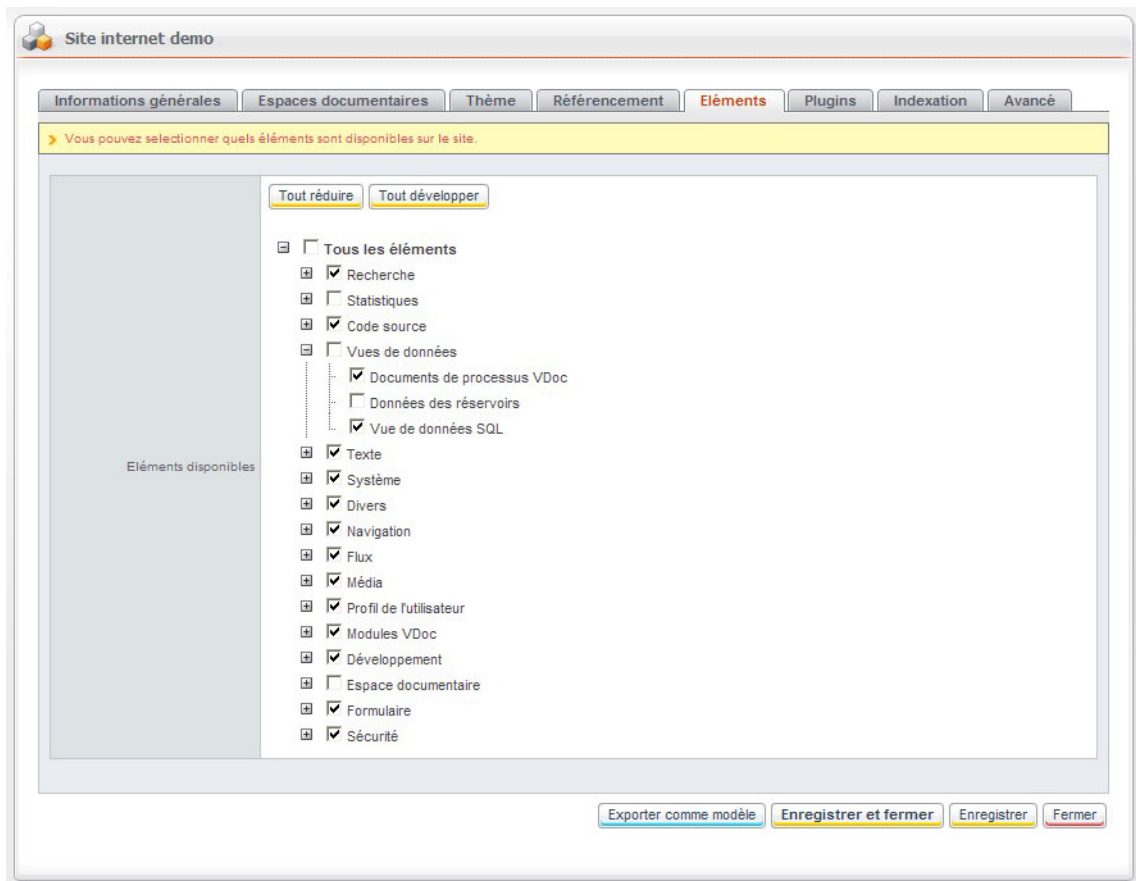 Site internet demo
Informations générales Espaces documentaires Thème Référencement Eléments Plugins Indexation Avancé
Vous pouvez selectionner quels éléments sont disponibles sur le site.
Tout réduire Tout développer
Tous les éléments
Recherche
Statistiques
Code source
Vues de données
Documents de processus VDoc
Données des réservoirs
Vue de données SQL
Texte
Eléments disponibles
Système
Divers
Navigation
Flux
Média
Profil de l'utilisateur
Modules VDoc
Développement
Espace documentaire
Formulaire
Sécurité
Exporter comme modèle Enregistrer et fermer Enregistrer Fermer